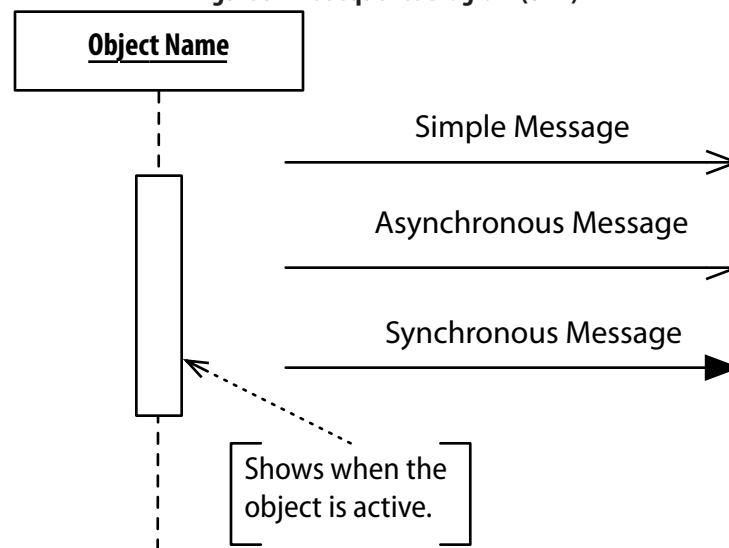 Object Name
Simple Message
Asynchronous Message
Synchronous Message
Shows when the
object is active.